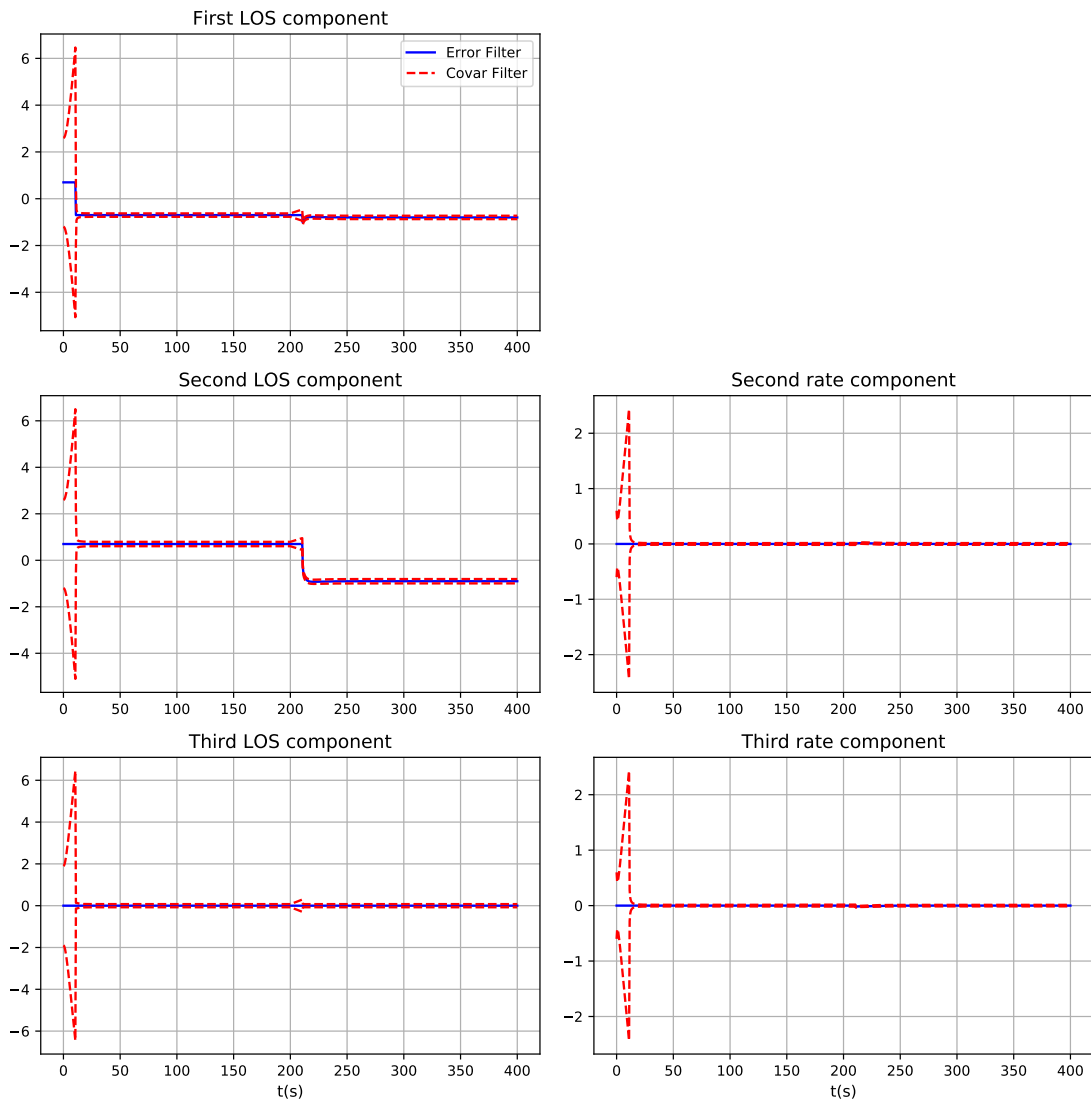 First LOS component
Error Filter
Covar Filter
6
4
2
0
−2
−4
0 50 100 150 200 250 300 350 400
Second LOS component
6
4
2
0
−2
−4
0 50 100 150 200 250 300 350 400
Second rate component
2
1
0
−1
−2
0 50 100 150 200 250 300 350 400
Third LOS component
6
4
2
0
−2
−4
−6
0 50 100 150 200 250 300 350 400
t(s)
Third rate component
2
1
0
−1
−2
0 50 100 150 200 250 300 350 400
t(s)